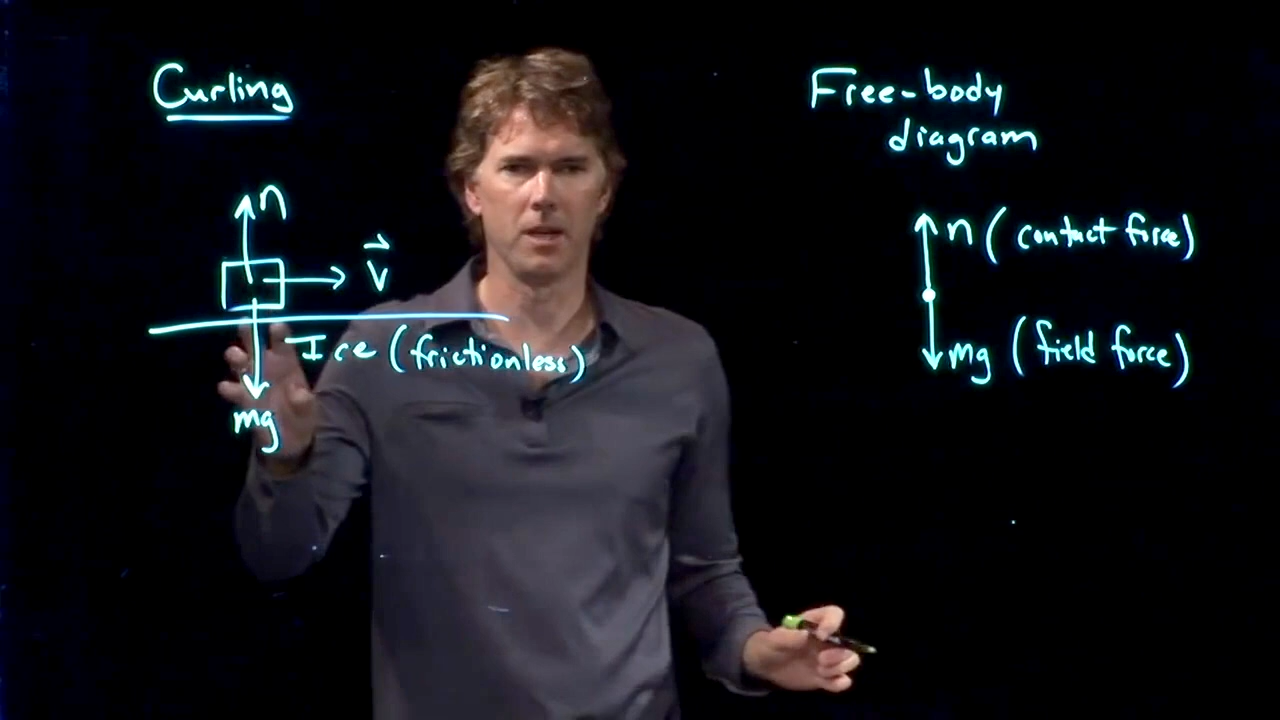 Curling
n
v
Ice (frictionless)
mg
Free-body
diagram
n (contact force)
mg (field force)